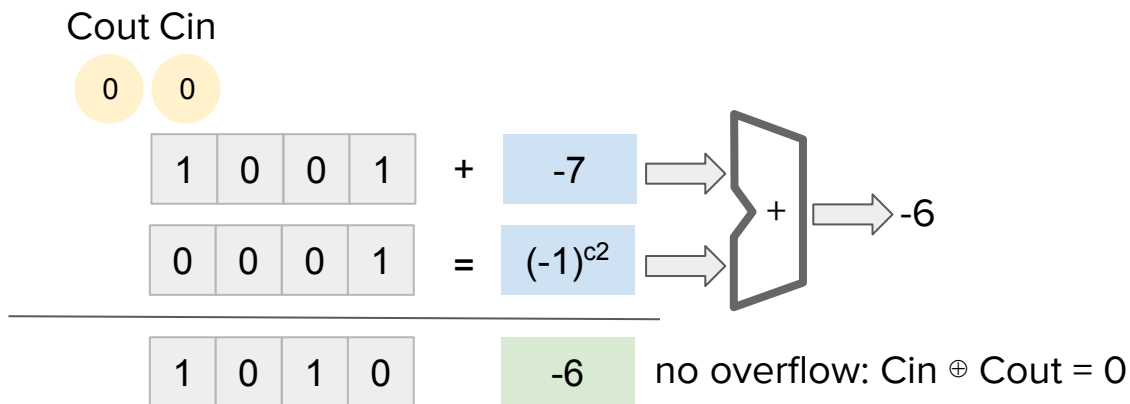 Cout Cin
0 0
1 0 0 1 + -7
+ -6
0 0 0 1 = (-1)^c2
1 0 1 0 -6 no overflow: Cin ⊕ Cout = 0